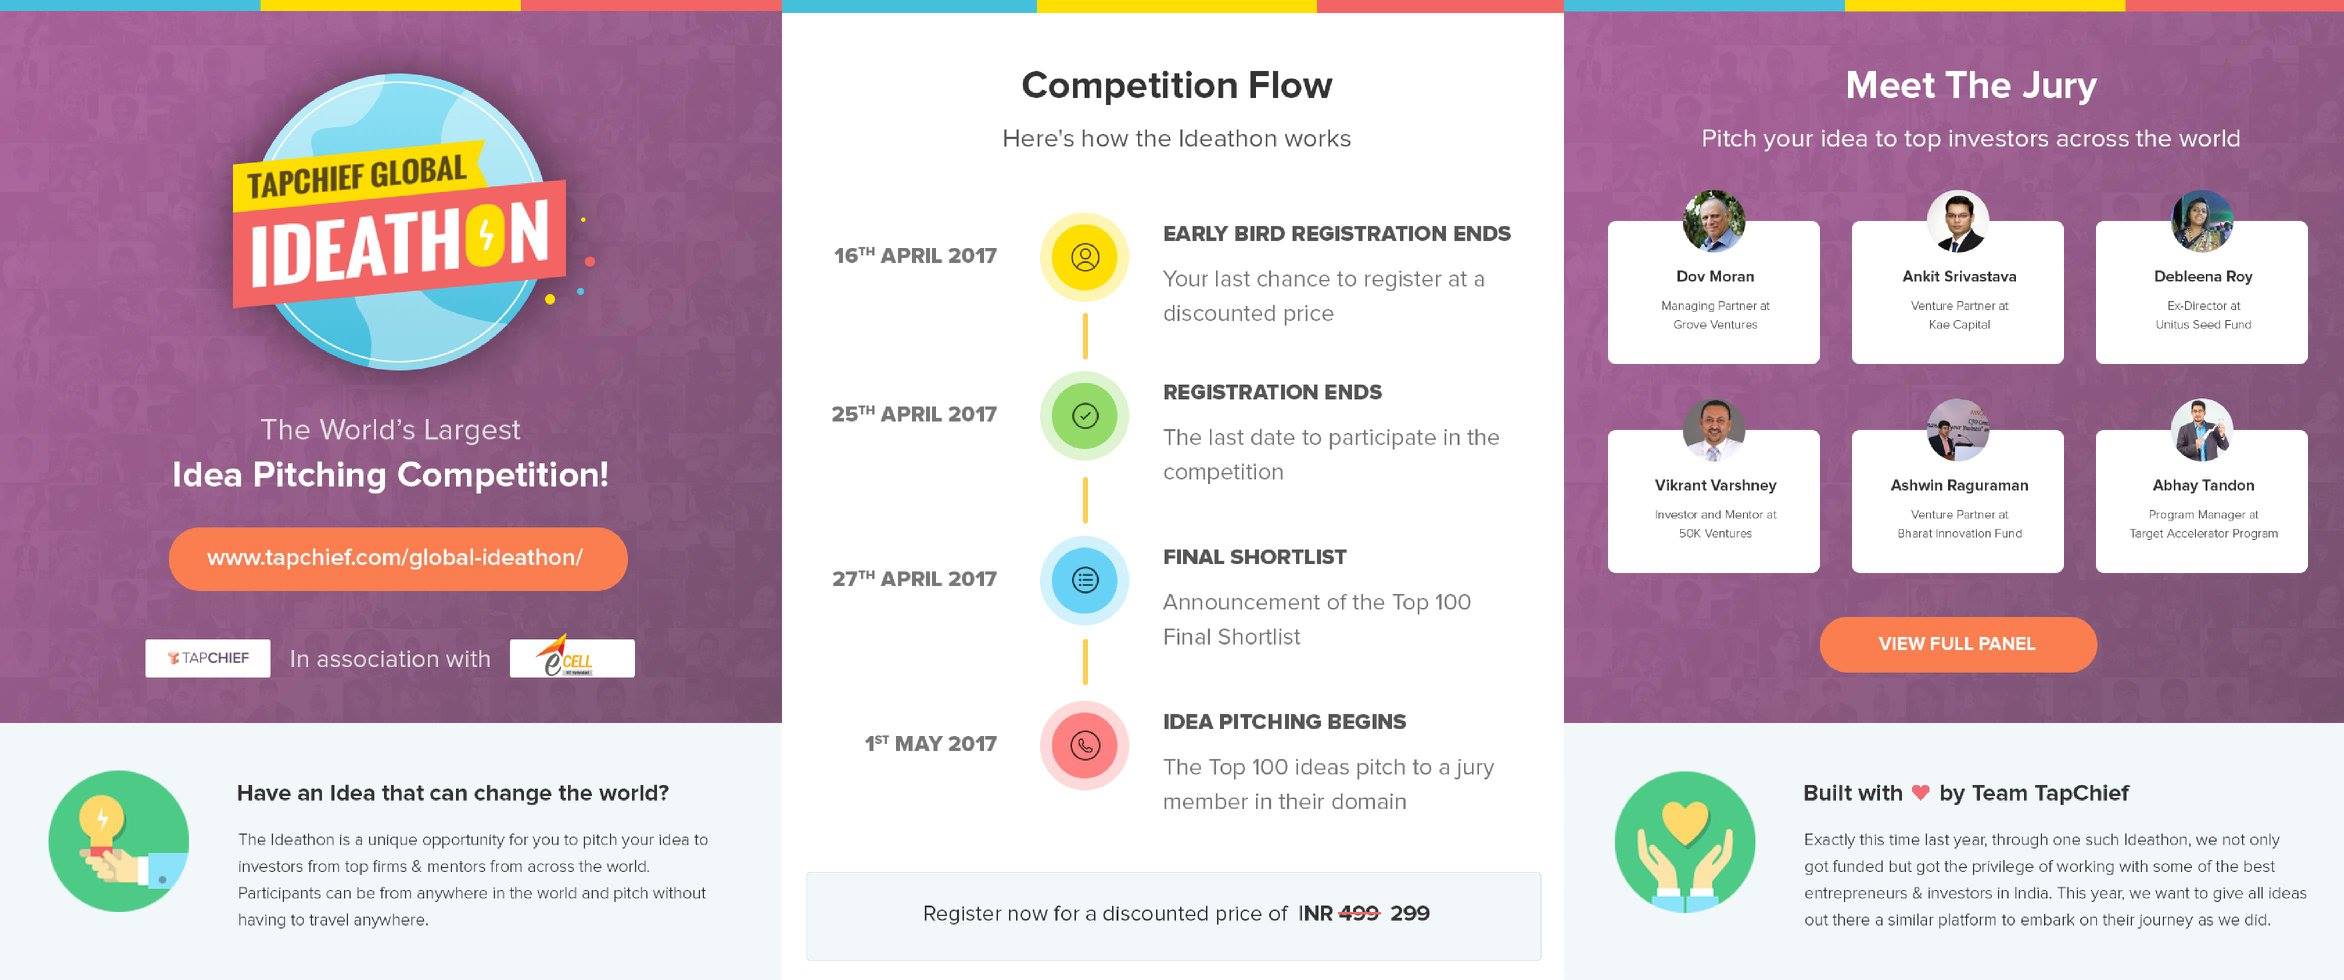 TAPCHIEF GLOBAL
IDEATHON
The World's Largest
Idea Pitching Competition!
www.tapchief.com/global-ideathon/
TAPCHIEF In association with eCELL
Have an Idea that can change the world?
The Ideathon is a unique opportunity for you to pitch your idea to
investors from top firms & mentors from across the world.
Participants can be from anywhere in the world and pitch without
having to travel anywhere.
Competition Flow
Here's how the Ideathon works
16TH APRIL 2017
EARLY BIRD REGISTRATION ENDS
Your last chance to register at a
discounted price
25TH APRIL 2017
REGISTRATION ENDS
The last date to participate in the
competition
27TH APRIL 2017
FINAL SHORTLIST
Announcement of the Top 100
Final Shortlist
1ST MAY 2017
IDEA PITCHING BEGINS
The Top 100 ideas pitch to a jury
member in their domain
Register now for a discounted price of INR 499 299
Meet The Jury
Pitch your idea to top investors across the world
Dov Moran
Managing Partner at
Grove Ventures
Ankit Srivastava
Venture Partner at
Kae Capital
Debleena Roy
Ex-Director at
Unitus Seed Fund
Vikrant Varshney
Investor and Mentor at
50K Ventures
Ashwin Raguraman
Venture Partner at
Bharat Innovation Fund
Abhay Tandon
Program Manager at
Target Accelerator Program
VIEW FULL PANEL
Built with ♥ by Team TapChief
Exactly this time last year, through one such Ideathon, we not only
got funded but got the privilege of working with some of the best
entrepreneurs & investors in India. This year, we want to give all ideas
out there a similar platform to embark on their journey as we did.